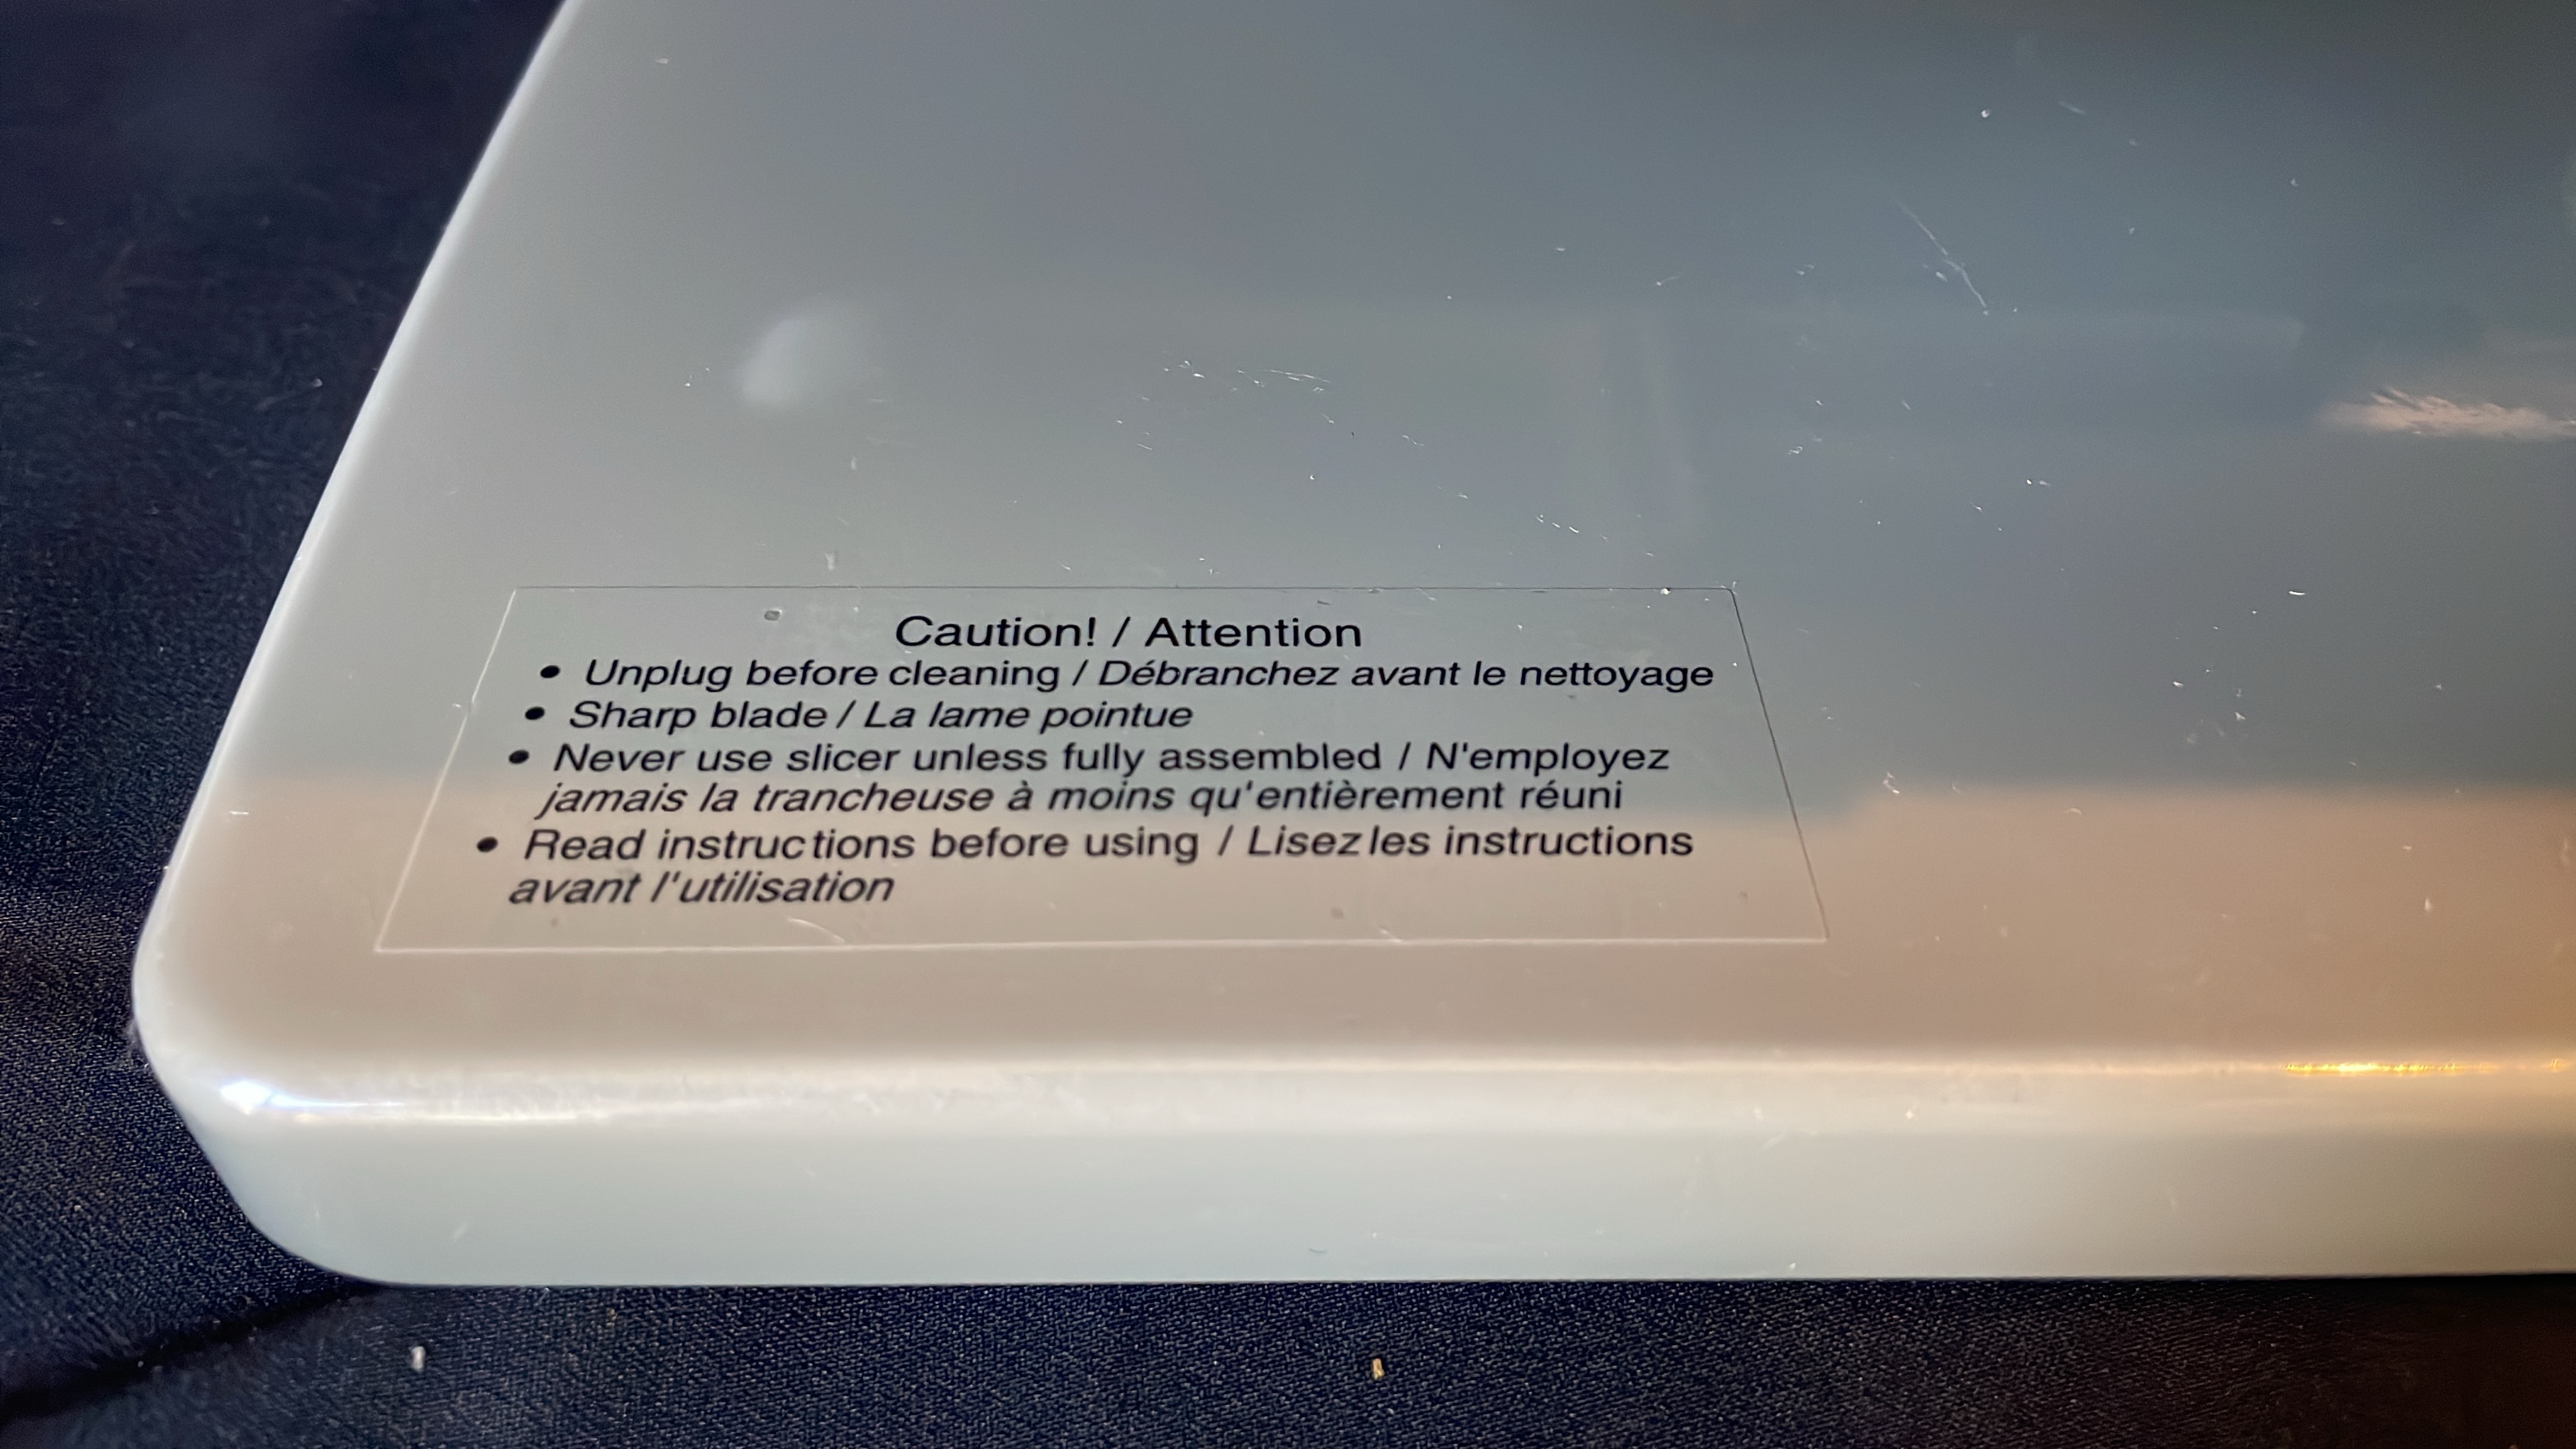 Caution! / Attention
• Unplug before cleaning / Débranchez avant le nettoyage
• Sharp blade / La lame pointue
• Never use slicer unless fully assembled / N'employez
jamais la trancheuse à moins qu'entièrement réuni
• Read instructions before using / Lisez les instructions
avant l'utilisation